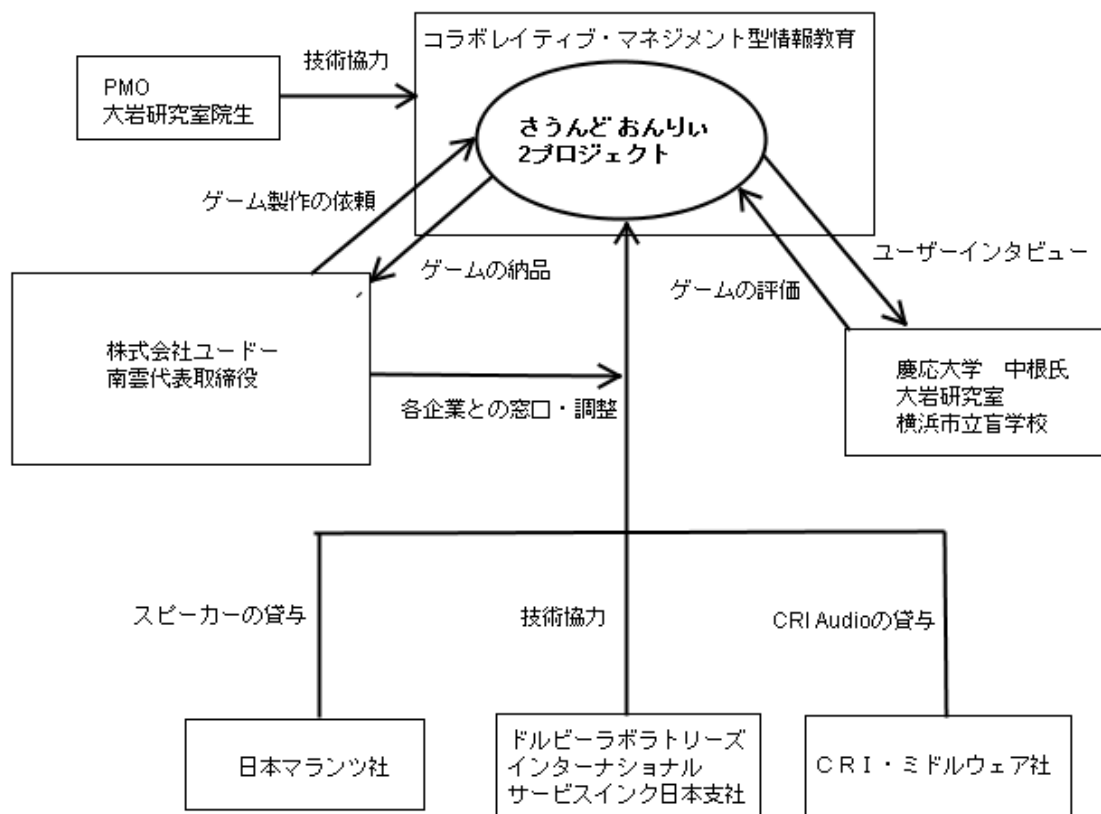 コラボレイティブ・マネジメント型情報教育
技術協力
PMO
大岩研究室院生
さうんど おんりぃ
2プロジェクト
ゲーム製作の依頼
ゲームの納品
ユーザーインタビュー
ゲームの評価
株式会社ユードー
南雲代表取締役
各企業との窓口・調整
慶応大学　中根氏
大岩研究室
横浜市立盲学校
スピーカーの貸与
技術協力
CRI Audioの貸与
日本マランツ社
ドルビーラボラトリーズ
インターナショナル
サービスインク日本支社
ＣＲＩ・ミドルウェア社